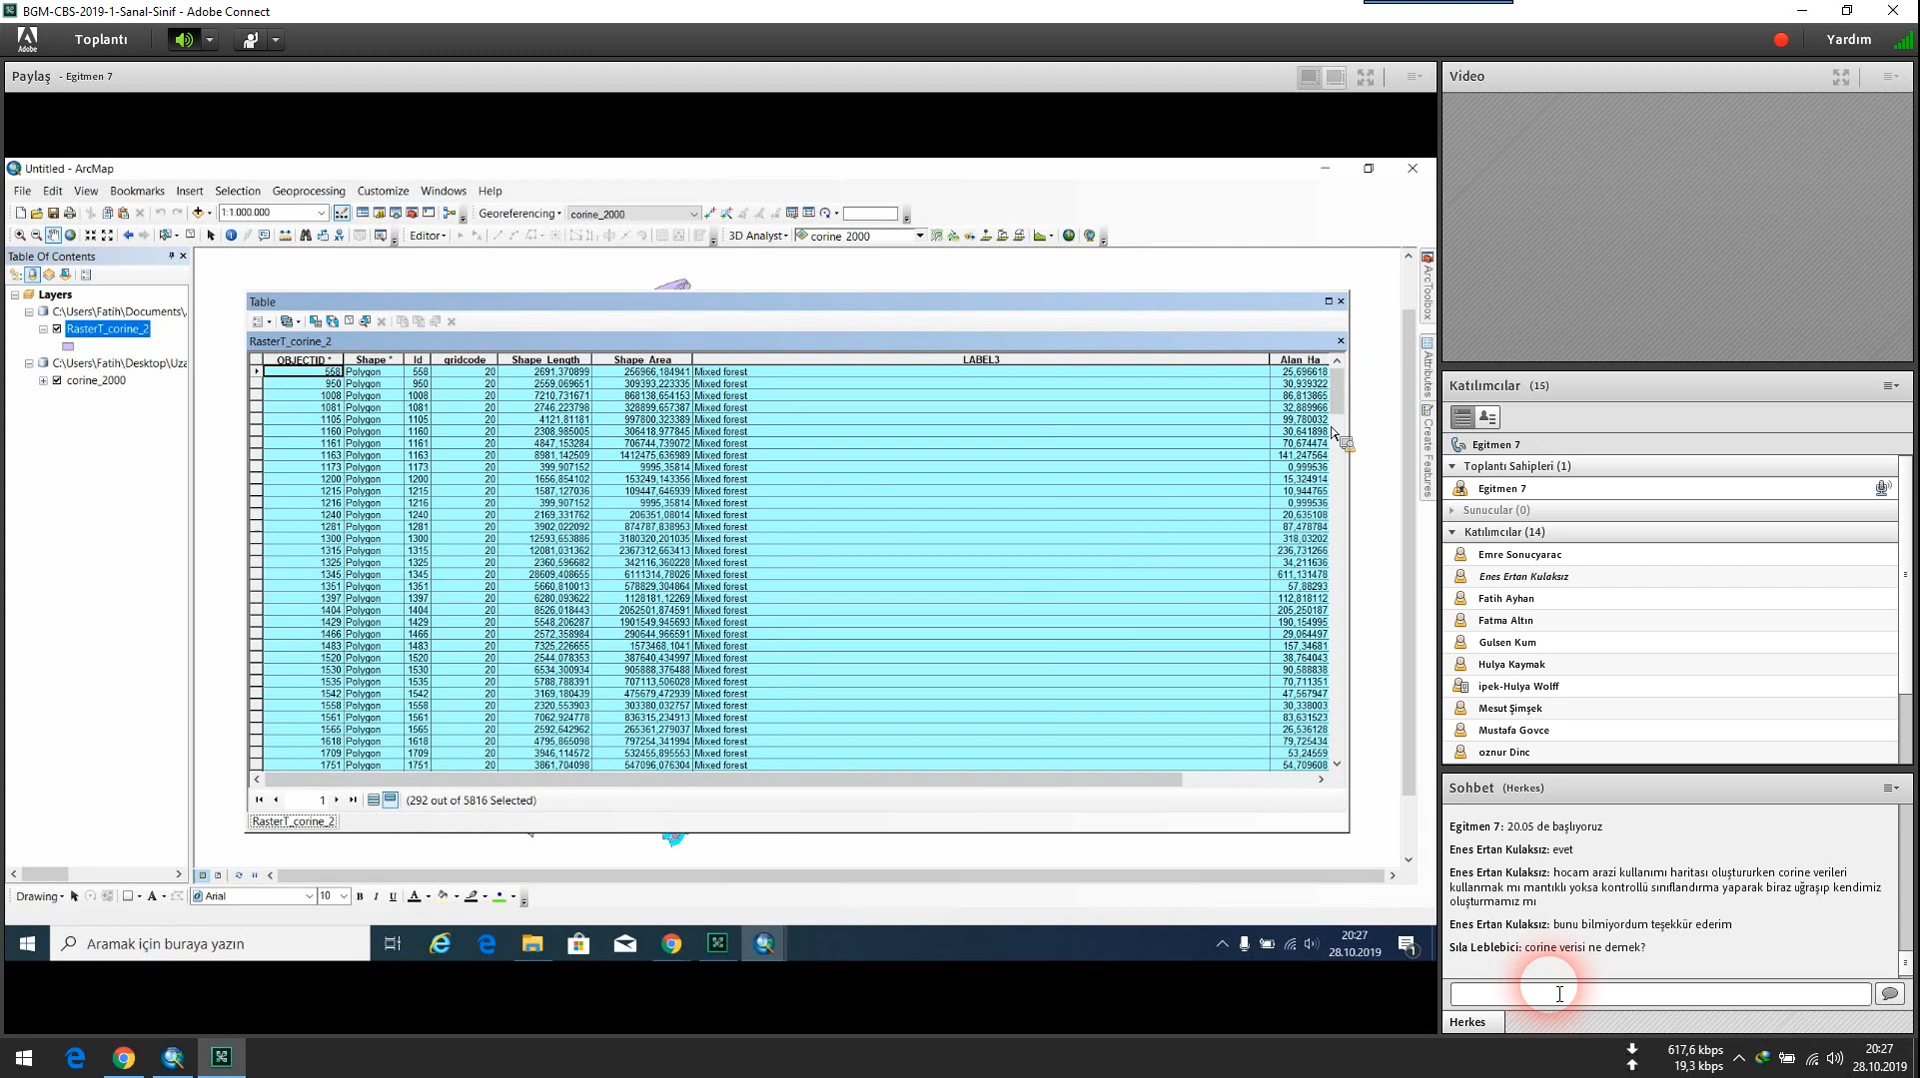 BGM-CBS-2019-1-Sanal-Sinif - Adobe Connect
Adobe
Toplantı
Yardım
Paylaş - Egitmen 7
Untitled - ArcMap
File Edit View Bookmarks Insert Selection Geoprocessing Customize Windows Help
1:1.000.000
Georeferencing
corine_2000
Editor
3D Analyst
corine 2000
Table Of Contents
Layers
C:\Users\Fatih\Documents\
RasterT_corine_2
C:\Users\Fatih\Desktop\Uza
corine_2000
Table
RasterT_corine_2
OBJECTID * Shape * Id gridcode Shape_Length Shape_Area LABEL3 Alan_Ha
558 Polygon 558 20 2691,370899 256966,184941 Mixed forest 25,696618
950 Polygon 950 20 2559,069651 309393,223335 Mixed forest 30,939322
1008 Polygon 1008 20 7210,731671 868138,654153 Mixed forest 86,813865
1081 Polygon 1081 20 2746,223798 328899,657387 Mixed forest 32,889966
1105 Polygon 1105 20 4121,81181 997800,323389 Mixed forest 99,780032
1160 Polygon 1160 20 2308,985005 306418,977845 Mixed forest 30,641898
1161 Polygon 1161 20 4847,153284 706744,739072 Mixed forest 70,674474
1163 Polygon 1163 20 8981,142509 1412475,636989 Mixed forest 141,247564
1173 Polygon 1173 20 399,907152 9995,35814 Mixed forest 0,999536
1200 Polygon 1200 20 1656,854102 153249,143356 Mixed forest 15,324914
1215 Polygon 1215 20 1587,127036 109447,646939 Mixed forest 10,944765
1216 Polygon 1216 20 399,907152 9995,35814 Mixed forest 0,999536
1240 Polygon 1240 20 2169,331762 206351,08014 Mixed forest 20,635108
1281 Polygon 1281 20 3902,022092 874787,838953 Mixed forest 87,478784
1300 Polygon 1300 20 12593,653886 3180320,201035 Mixed forest 318,03202
1315 Polygon 1315 20 12081,031362 2367312,663413 Mixed forest 236,731266
1325 Polygon 1325 20 2360,596682 342116,360228 Mixed forest 34,211636
1345 Polygon 1345 20 28609,408655 6111314,78026 Mixed forest 611,131478
1351 Polygon 1351 20 5660,810013 578829,304864 Mixed forest 57,88293
1397 Polygon 1397 20 6280,093622 1128181,12269 Mixed forest 112,818112
1404 Polygon 1404 20 8526,018443 2052501,874591 Mixed forest 205,250187
1429 Polygon 1429 20 5548,206287 1901549,945693 Mixed forest 190,154995
1466 Polygon 1466 20 2572,358984 290644,966591 Mixed forest 29,064497
1483 Polygon 1483 20 7325,226655 1573468,1041 Mixed forest 157,34681
1520 Polygon 1520 20 2544,078353 387640,434997 Mixed forest 38,764043
1530 Polygon 1530 20 6534,300934 905888,376488 Mixed forest 90,588838
1535 Polygon 1535 20 5788,788391 707113,506028 Mixed forest 70,711351
1542 Polygon 1542 20 3169,180439 475679,472939 Mixed forest 47,567947
1558 Polygon 1558 20 2320,553903 303380,032757 Mixed forest 30,338003
1561 Polygon 1561 20 7062,924778 836315,234913 Mixed forest 83,631523
1565 Polygon 1565 20 2592,642962 265361,279037 Mixed forest 26,536128
1618 Polygon 1618 20 4795,865098 797254,341994 Mixed forest 79,725434
1709 Polygon 1709 20 3946,114572 532455,895553 Mixed forest 53,24559
1751 Polygon 1751 20 3861,704098 547096,076304 Mixed forest 54,709608
1
(292 out of 5816 Selected)
RasterT_corine_2
ArcToolbox
Attributes
Create Features
Drawing
A
Arial
10
B I U A
Aramak için buraya yazın
20:27
28.10.2019
1
Video
Katılımcılar (15)
Egitmen 7
Toplantı Sahipleri (1)
Egitmen 7
Sunucular (0)
Katılımcılar (14)
Emre Sonucyarac
Enes Ertan Kulaksız
Fatih Ayhan
Fatma Altın
Gulsen Kum
Hulya Kaymak
ipek-Hulya Wolff
Mesut Şimşek
Mustafa Govce
oznur Dinc
Sohbet (Herkes)
Egitmen 7: 20.05 de başlıyoruz
Enes Ertan Kulaksız: evet
Enes Ertan Kulaksız: hocam arazi kullanımı haritası oluştururken corine verileri
kullanmak mı mantıklı yoksa kontrollü sınıflandırma yaparak biraz uğraşıp kendimiz
oluşturmamız mı
Enes Ertan Kulaksız: bunu bilmiyordum teşekkür ederim
Sıla Leblebici: corine verisi ne demek?
Herkes
617,6 kbps
19,3 kbps
20:27
28.10.2019